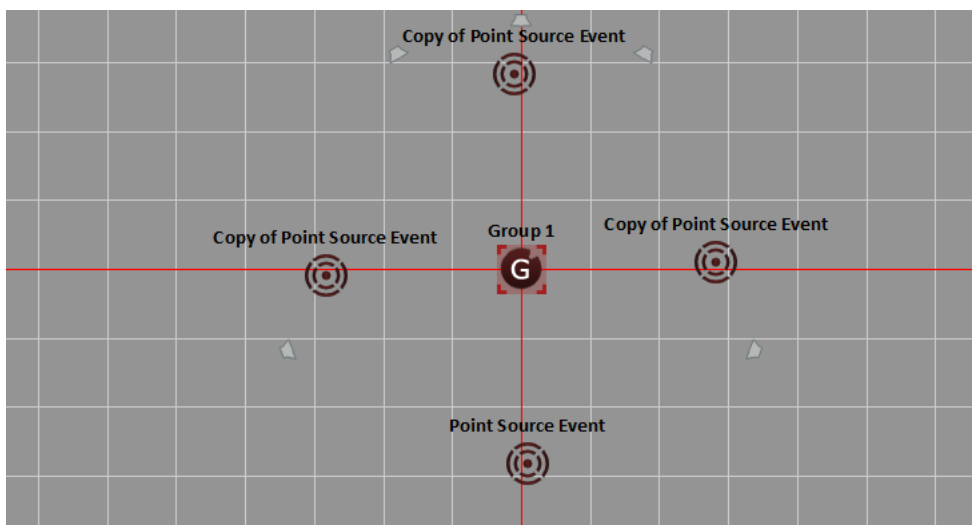 Copy of Point Source Event
Copy of Point Source Event
Group 1
Copy of Point Source Event
G
Point Source Event